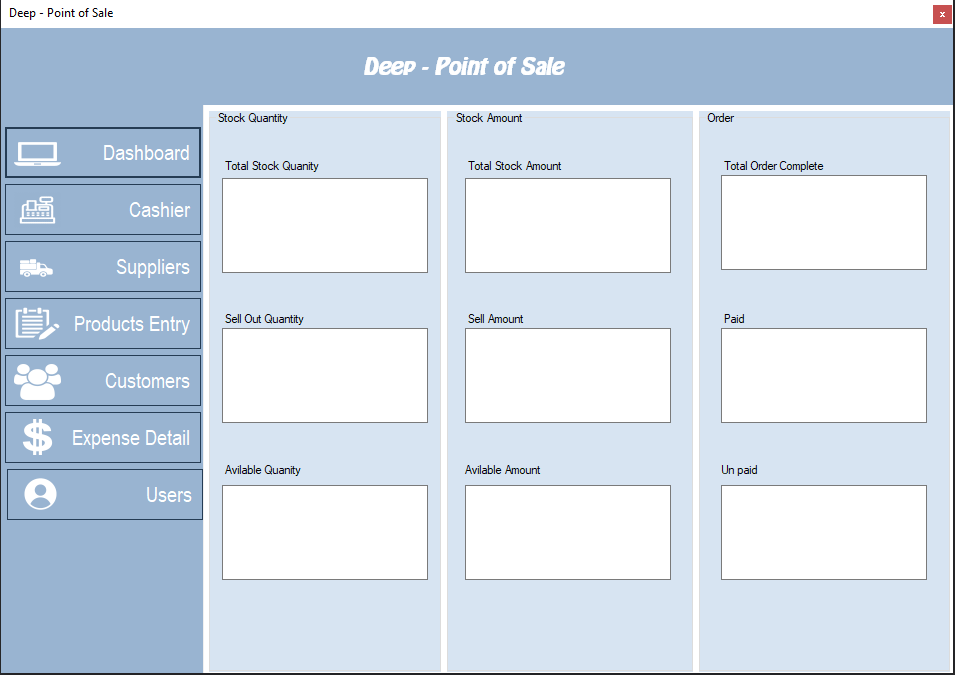 Deep - Point of Sale
x
Deep - Point of Sale
Dashboard
Cashier
Suppliers
Products Entry
Customers
Expense Detail
Users
Stock Quantity
Total Stock Quanity
Sell Out Quantity
Avilable Quanity
Stock Amount
Total Stock Amount
Sell Amount
Avilable Amount
Order
Total Order Complete
Paid
Un paid